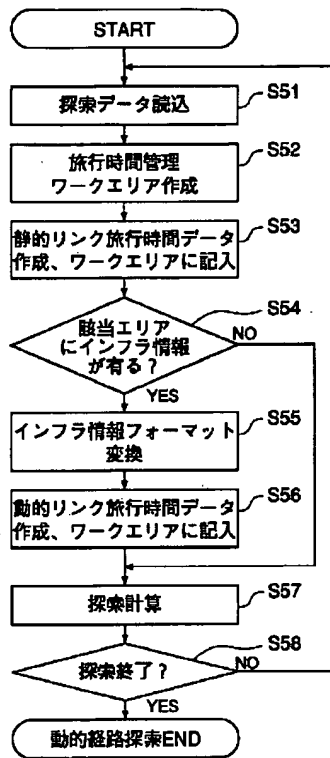 START
探索データ読込
S51
旅行時間管理
ワークエリア作成
S52
静的リンク旅行時間データ
作成、ワークエリアに記入
S53
該当エリア
にインフラ情報
が有る?
S54
NO
YES
インフラ情報フォーマット
変換
S55
動的リンク旅行時間データ
作成、ワークエリアに記入
S56
探索計算
S57
探索終了?
S58
NO
YES
動的経路探索END